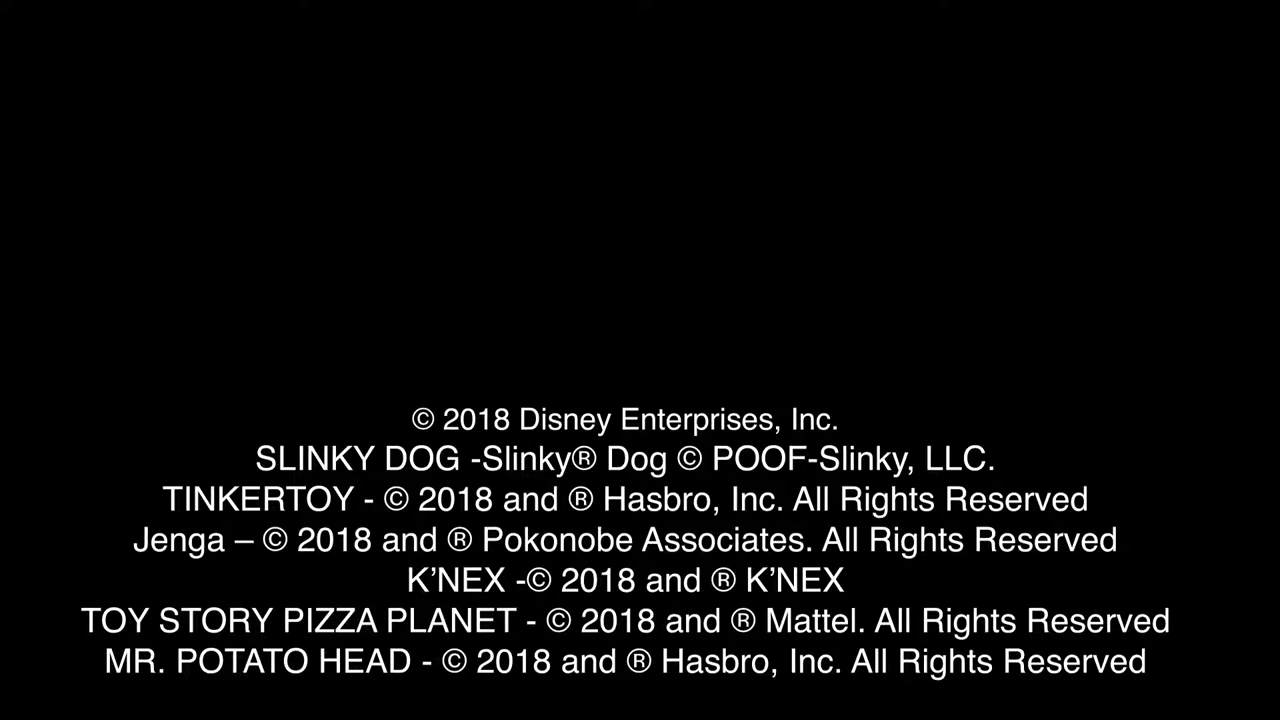 © 2018 Disney Enterprises, Inc.
SLINKY DOG -Slinky® Dog © POOF-Slinky, LLC.
TINKERTOY - © 2018 and ® Hasbro, Inc. All Rights Reserved
Jenga – © 2018 and ® Pokonobe Associates. All Rights Reserved
K’NEX -© 2018 and ® K’NEX
TOY STORY PIZZA PLANET - © 2018 and ® Mattel. All Rights Reserved
MR. POTATO HEAD - © 2018 and ® Hasbro, Inc. All Rights Reserved